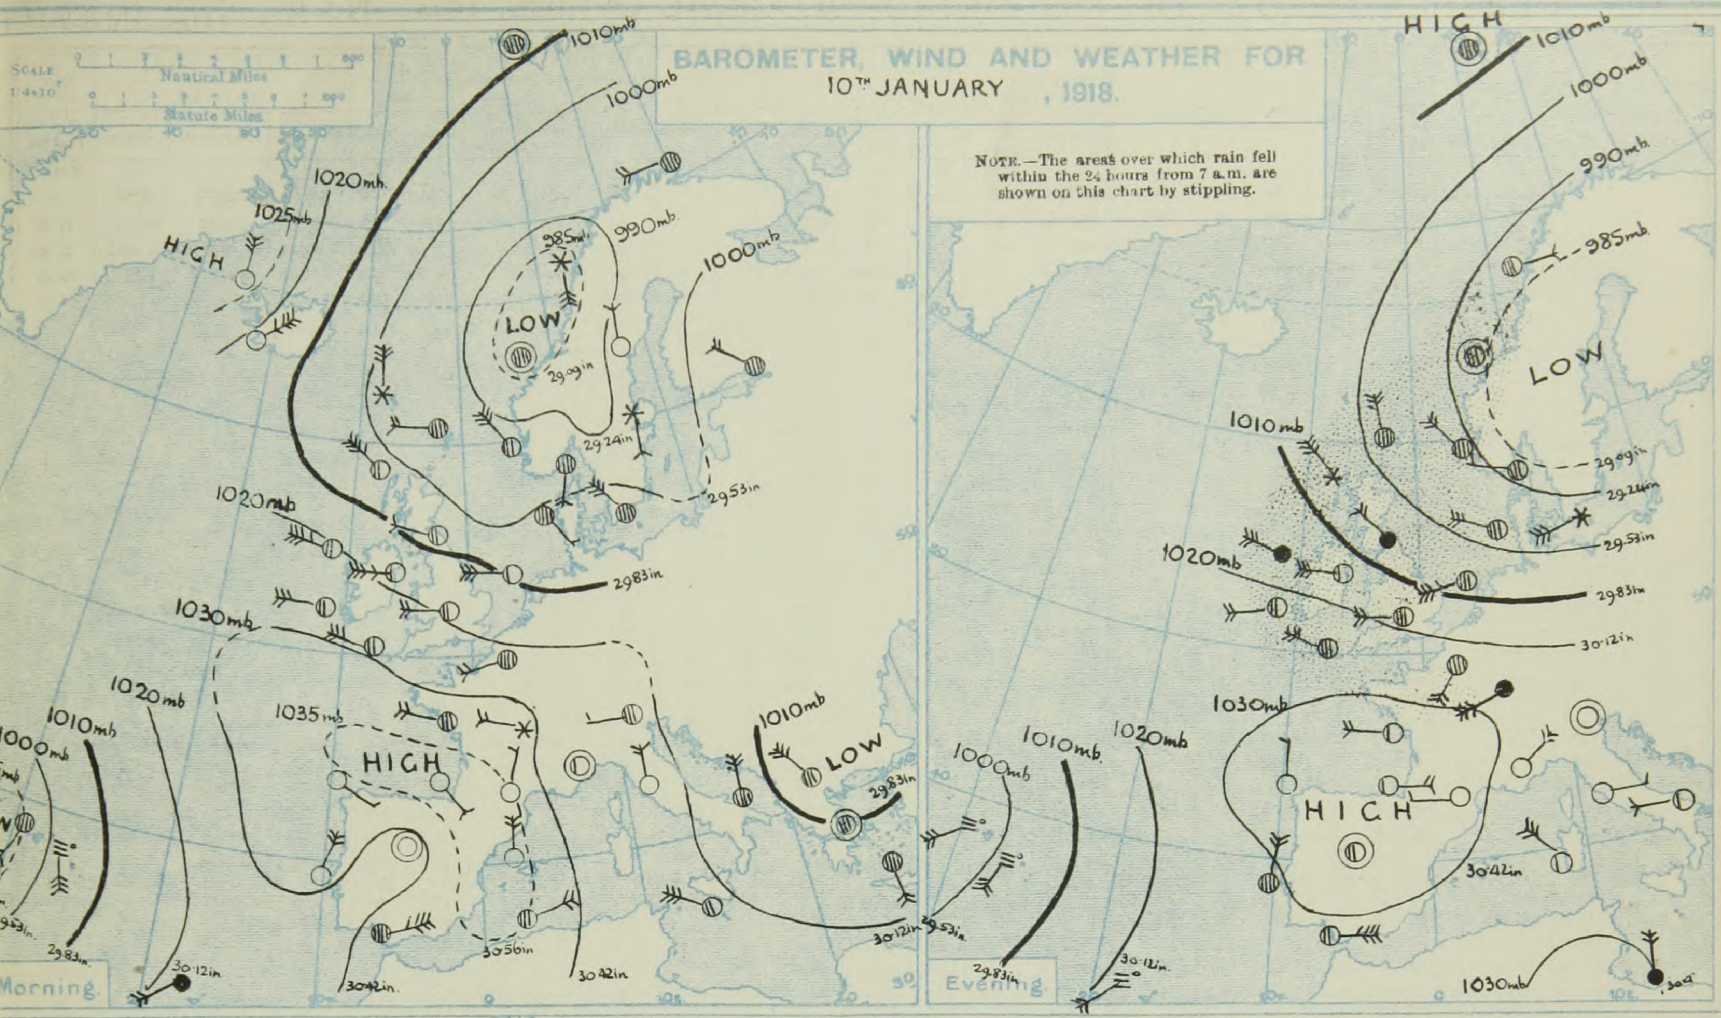 SCALE
Nautical Miles
Statute Miles
BAROMETER, WIND AND WEATHER FOR
10TH JANUARY , 1918.
NOTE.—The areas over which rain fell
within the 24 hours from 7 a.m. are
shown on this chart by stippling.
1010mb
1000mb
1020mb.
1025mb
HIGH
985mb.
990mb.
1000mb
LOW
29.09in
29.24in
29.53in
1020mb
29.83in
1030mb
1020mb
1010mb
1000mb
1035mb
HIGH
1010mb
LOW
29.83in
29.83in.
30.12in
30.42in.
30.56in
30.42in
30.12in
Morning.
HIGH
1010mb
1000mb
990mb
985mb
LOW
1010mb
29.09in
29.24in
29.53in
1020mb
29.83in
30.12in
1030mb
1000mb
1010mb
1020mb
HIGH
30.42in
29.53in.
29.83in
30.12in.
1030mb
Evening